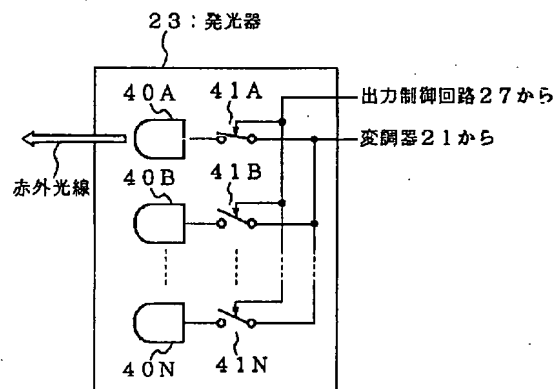 23：発光器
40A
41A
出力制御回路27から
変調器21から
赤外光線
40B
41B
40N
41N